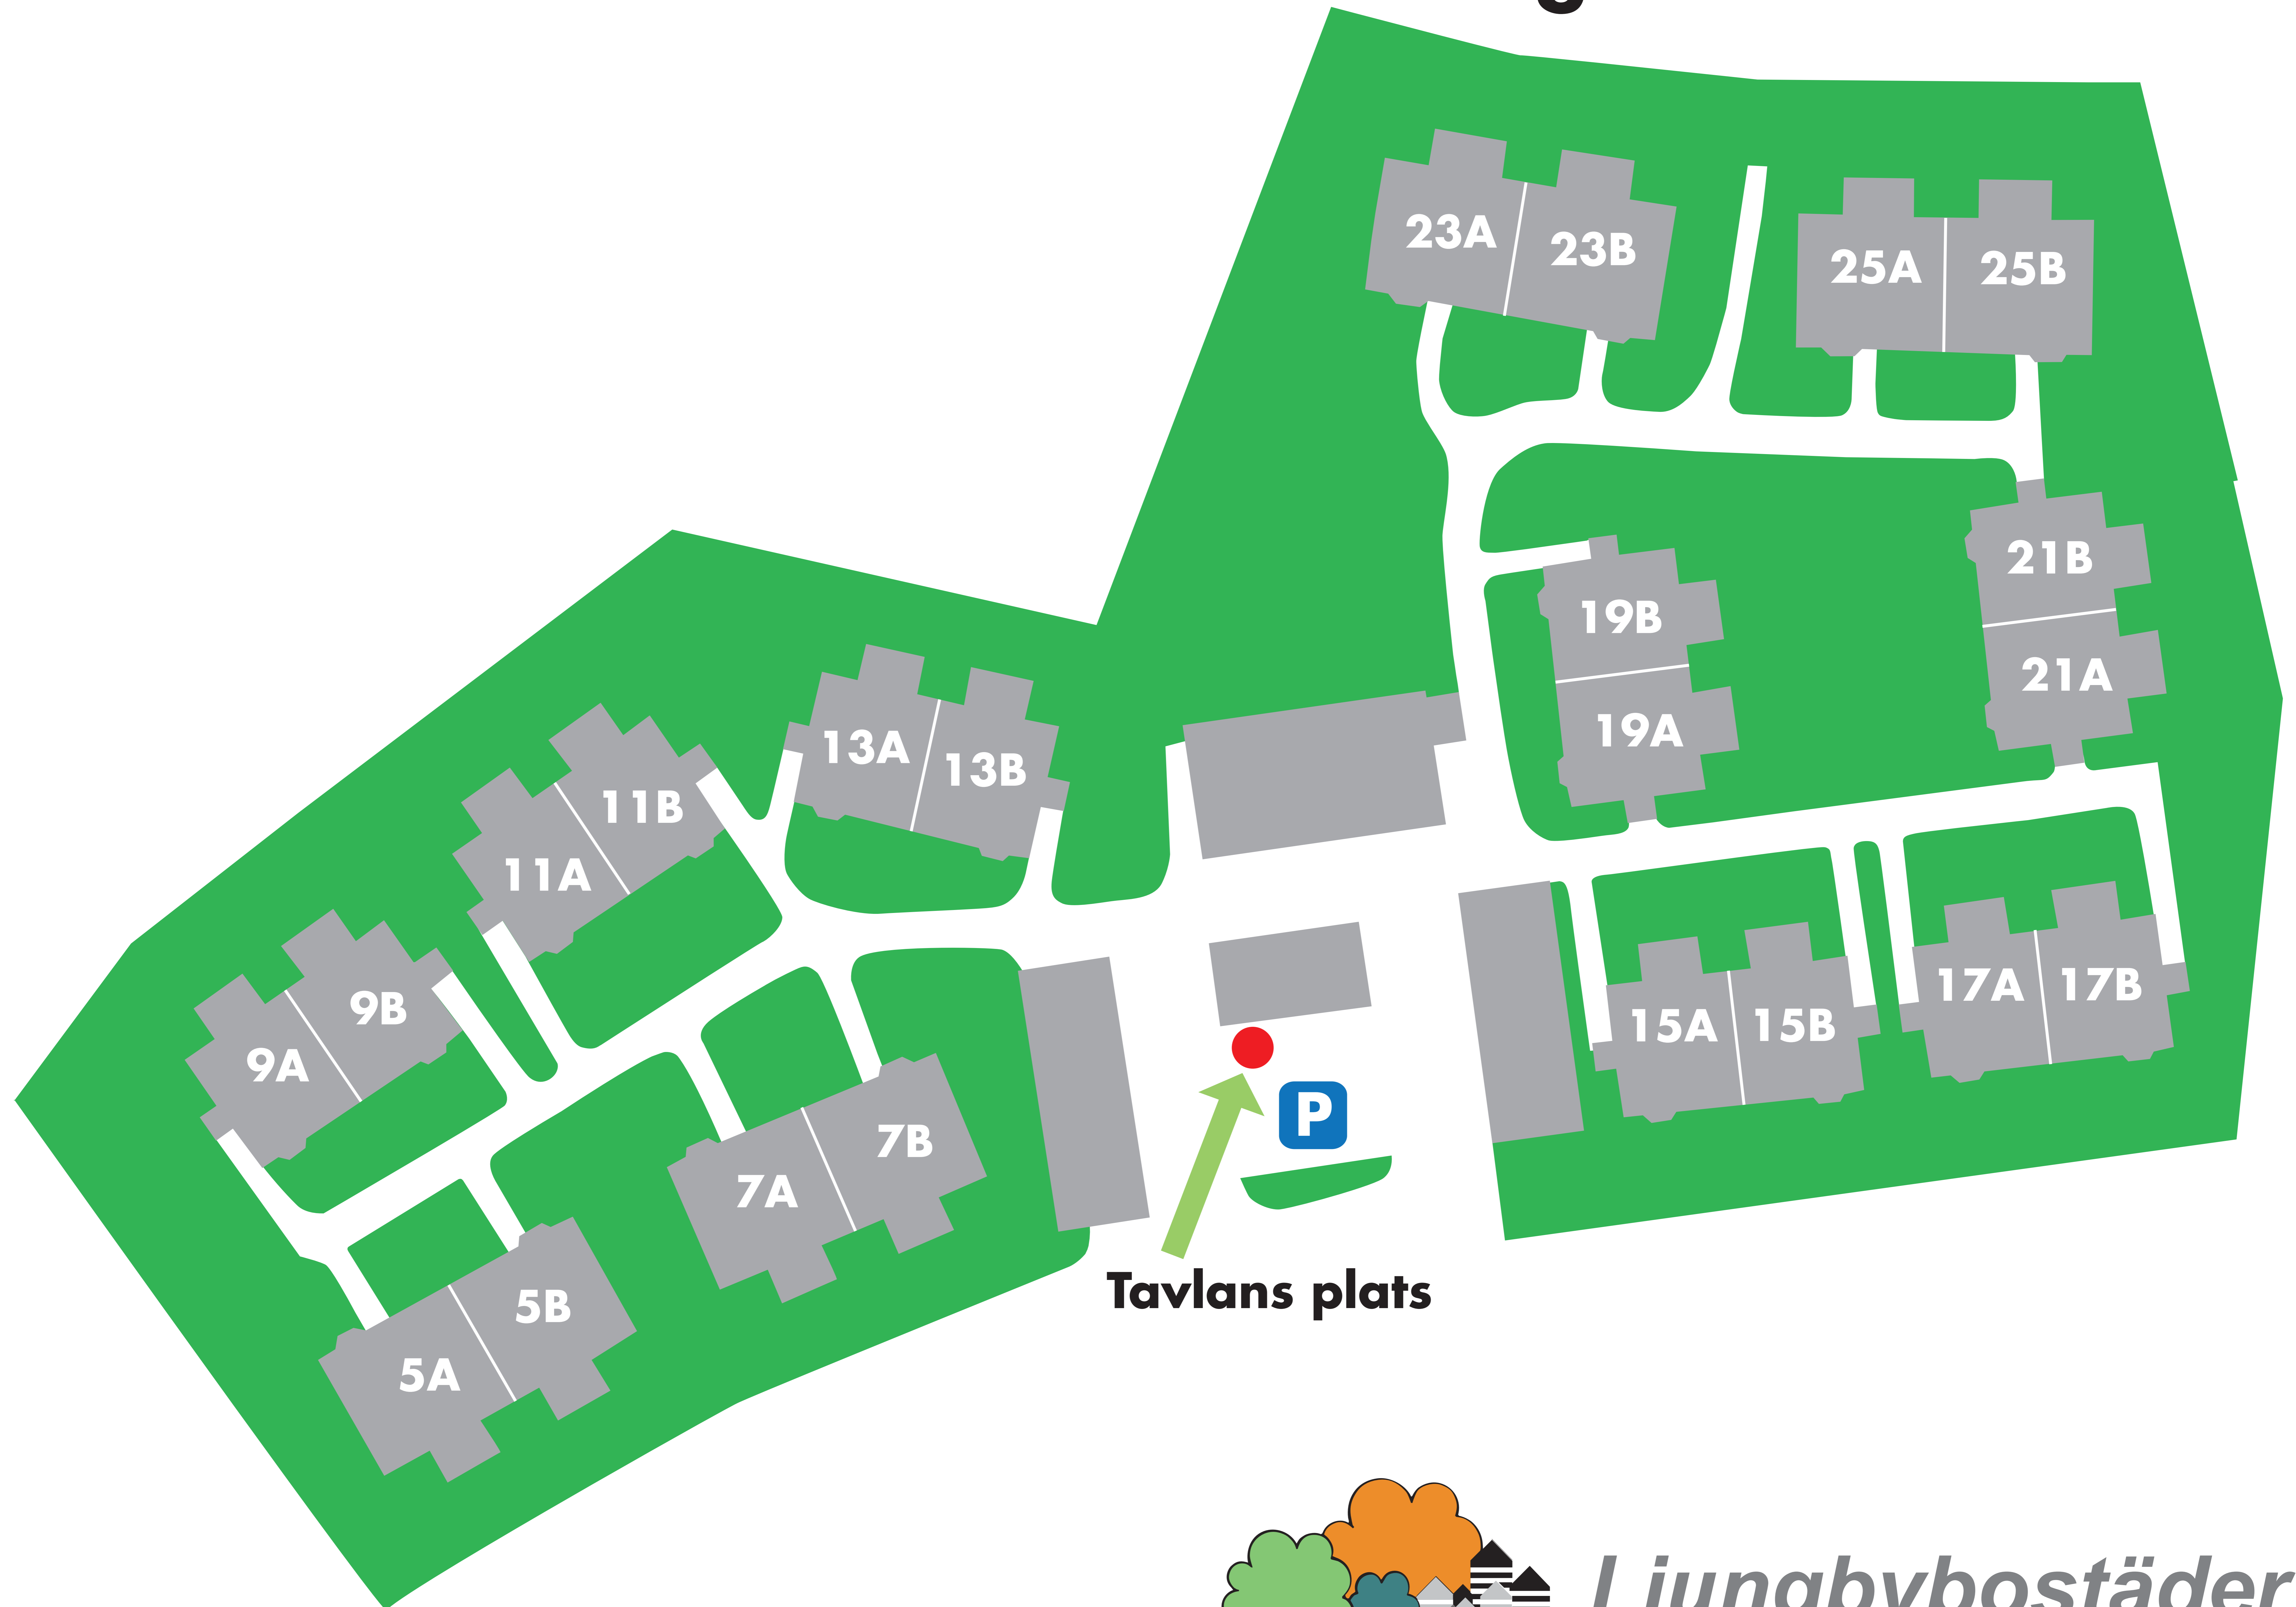 23A
23B
25A
25B
21B
19B
21A
19A
13A
13B
11B
11A
17A
17B
9B
15A
15B
9A
P
7B
7A
Tavlans plats
5B
5A
Ljungbybostäder